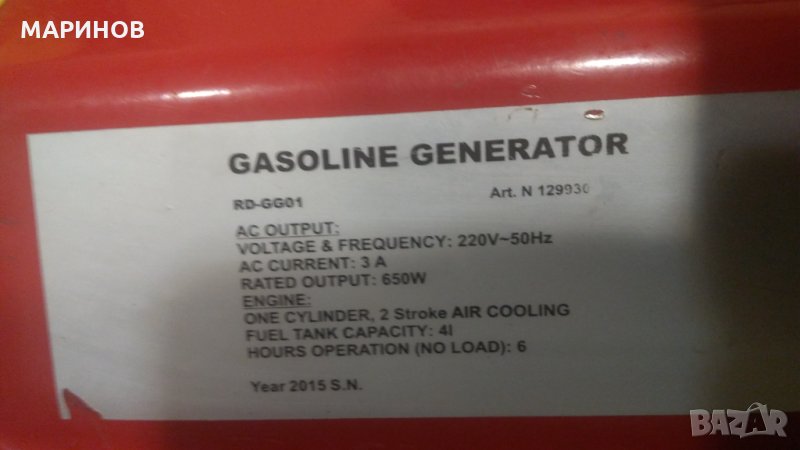 МАРИНОВ
GASOLINE GENERATOR
RD-GG01 Art. N 129930
AC OUTPUT:
VOLTAGE & FREQUENCY: 220V~50Hz
AC CURRENT: 3 A
RATED OUTPUT: 650W
ENGINE:
ONE CYLINDER, 2 Stroke AIR COOLING
FUEL TANK CAPACITY: 4l
HOURS OPERATION (NO LOAD): 6
Year 2015 S.N.
BAZAR